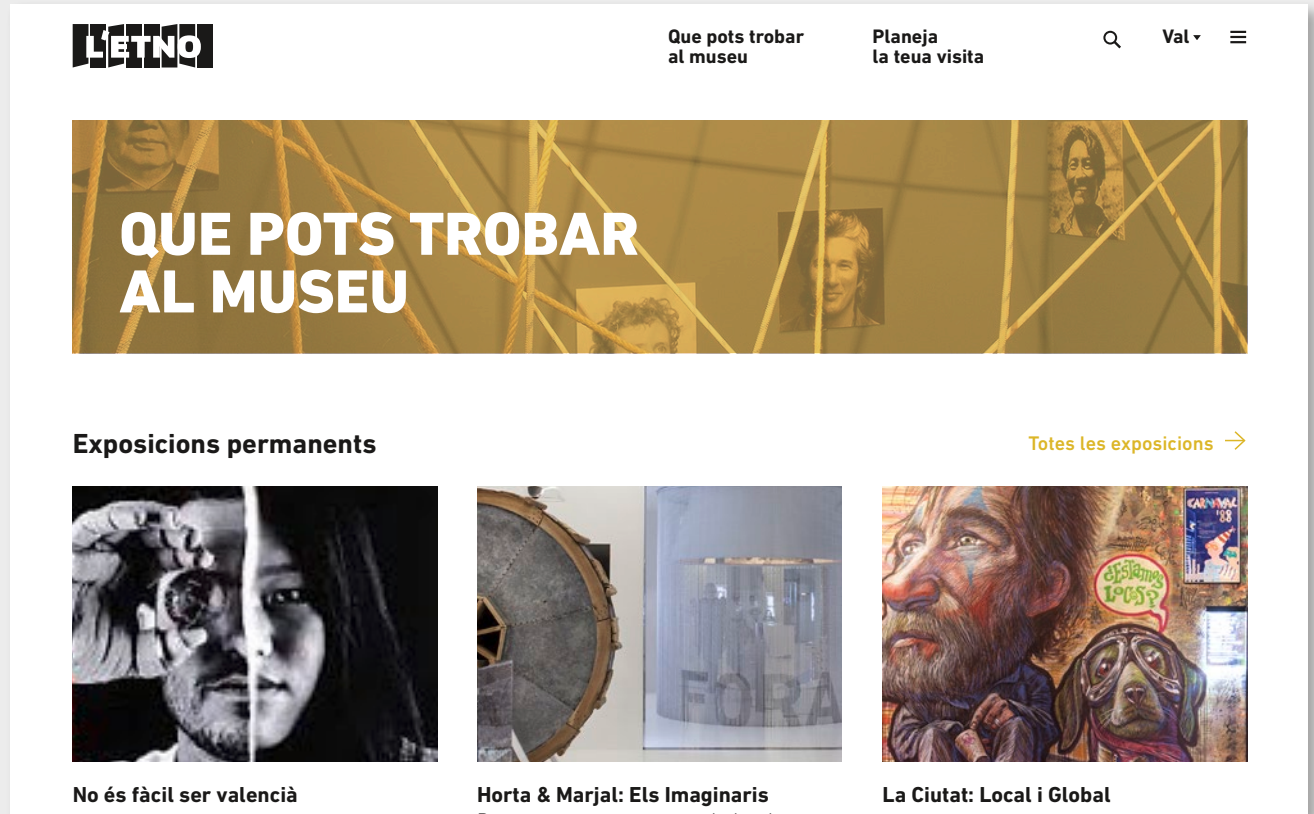 L'ETNO
Que pots trobar
al museu
Planeja
la teua visita
Val
QUE POTS TROBAR
AL MUSEU
Exposicions permanents
Totes les exposicions
FORA
CARNAVAL
¿EStamos
LOCOS?
No és fàcil ser valencià
Horta & Marjal: Els Imaginaris
La Ciutat: Local i Global